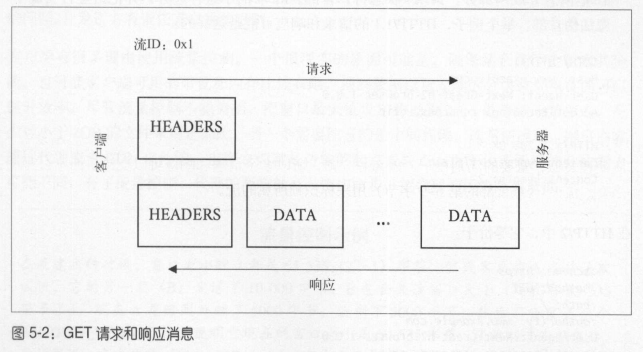 流ID：0x1
请求
HEADERS
客户端
服务器
HEADERS DATA ... DATA
响应
图 5-2：GET 请求和响应消息